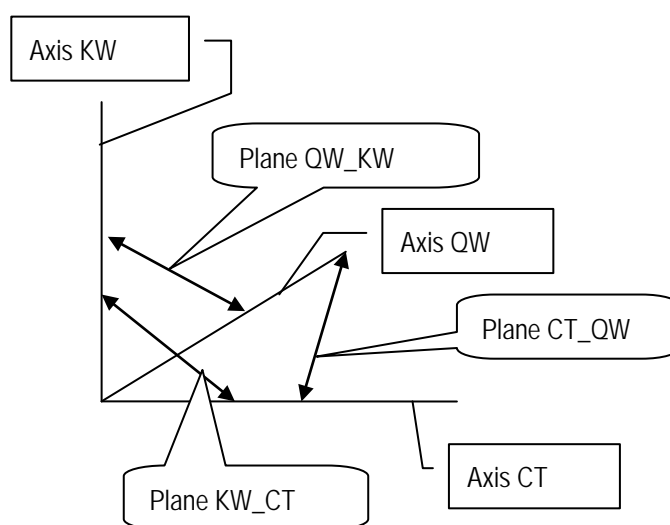 Axis KW
Plane QW_KW
Axis QW
Plane CT_QW
Axis CT
Plane KW_CT